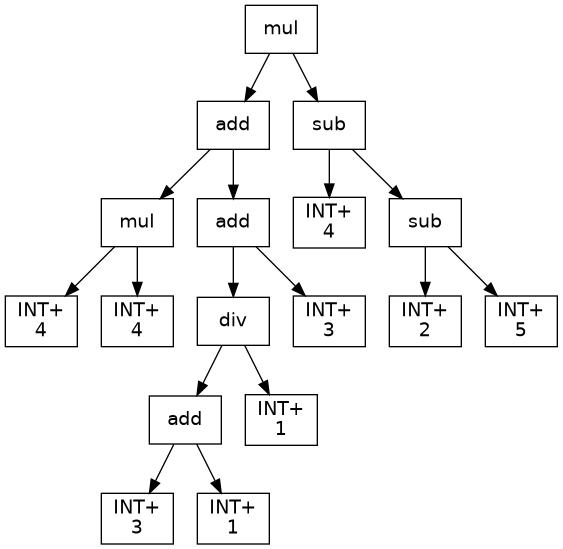 mul
add
sub
mul
add
INT+
4
sub
INT+
4
INT+
4
div
INT+
3
INT+
2
INT+
5
add
INT+
1
INT+
3
INT+
1